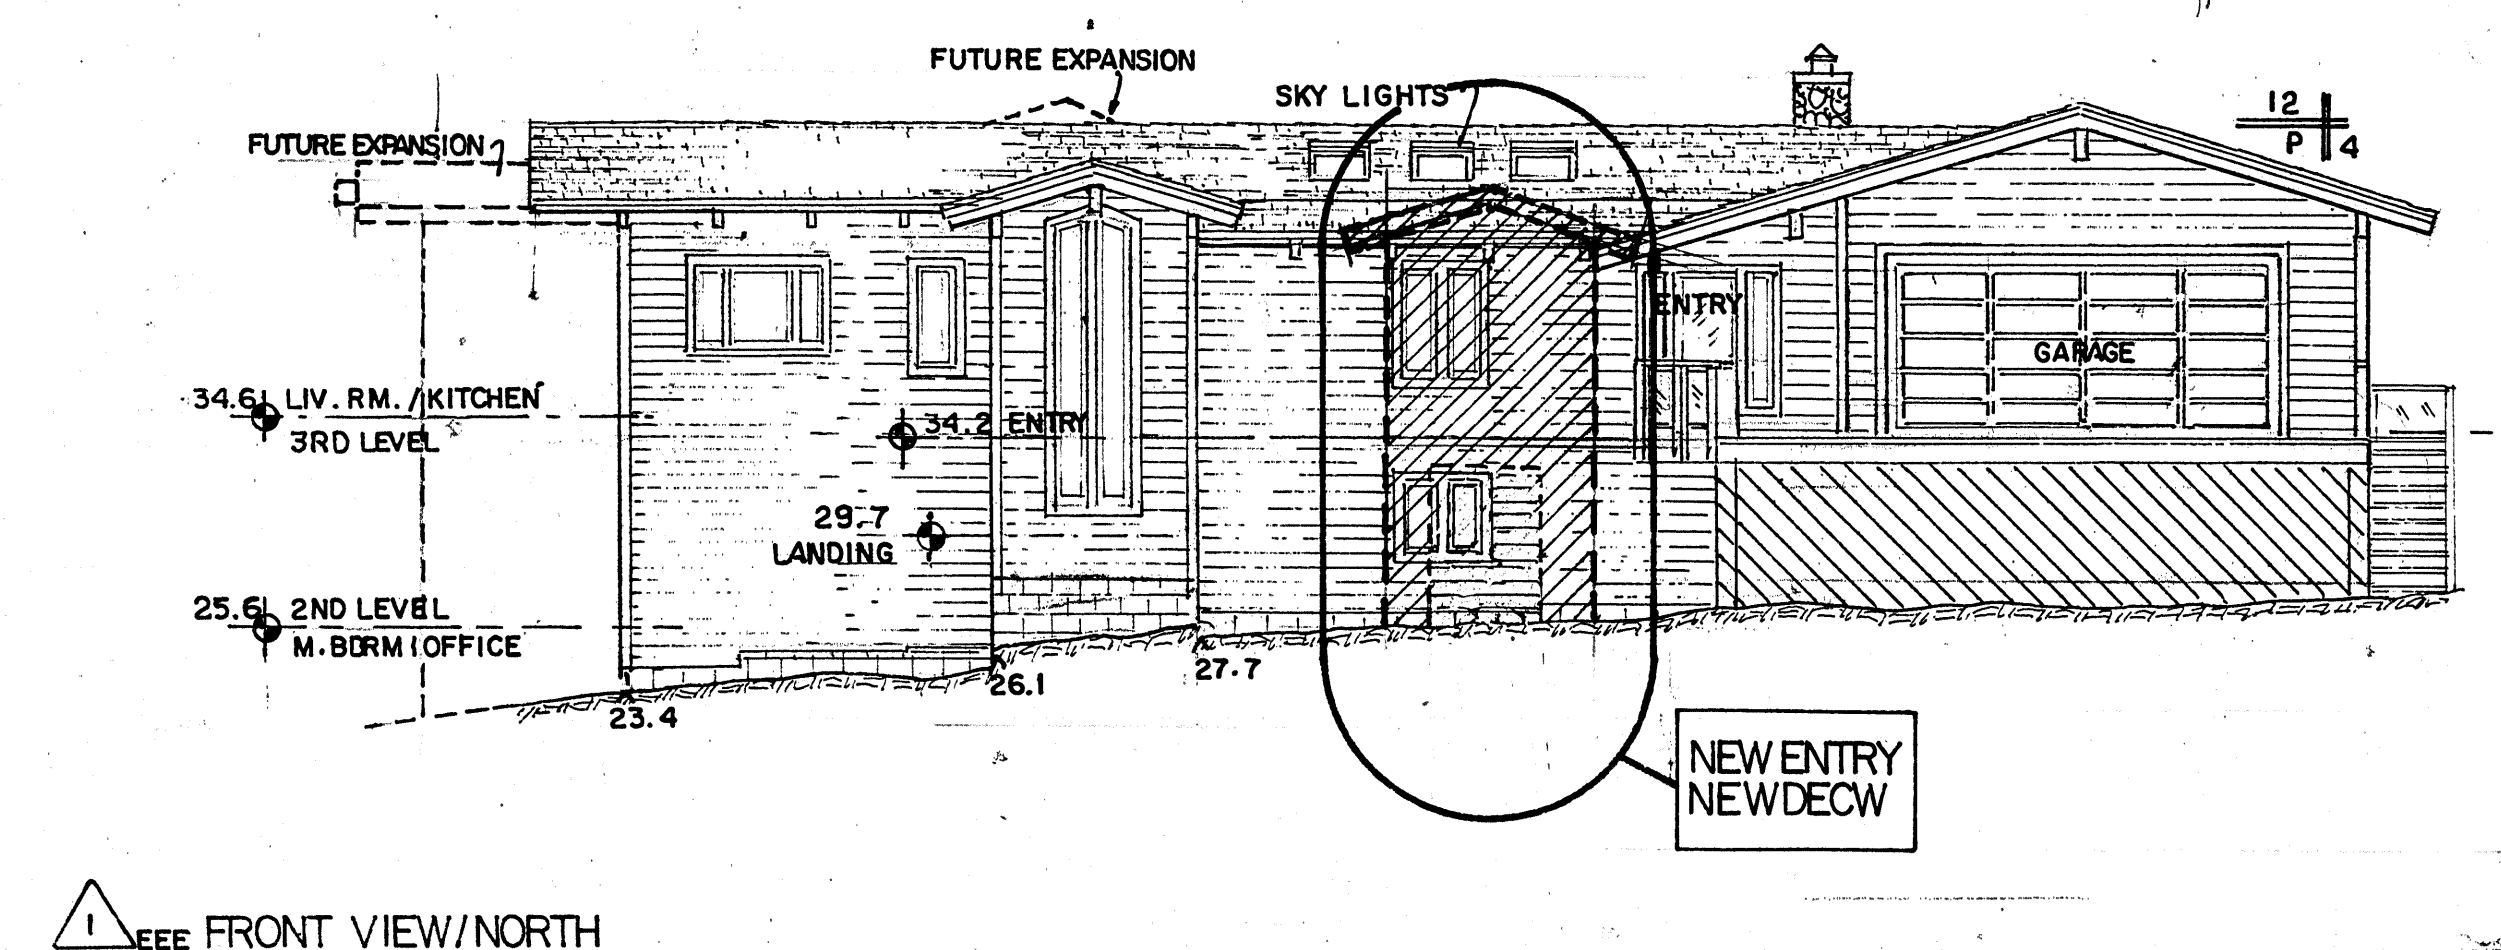 FUTURE EXPANSION
SKY LIGHTS
12
P 4
FUTURE EXPANSION
ENTRY
GARAGE
34.6 LIV. RM. / KITCHEN
3RD LEVEL
34.2 ENTRY
29.7
LANDING
25.6 2ND LEVEL
M. BDRM / OFFICE
26.1
27.7
23.4
NEW ENTRY
NEW DECW
1
EEE FRONT VIEW/NORTH